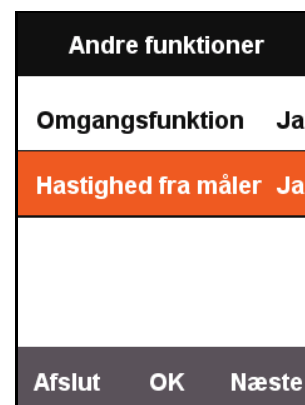 Andre funktioner
Omgangsfunktion Ja
Hastighed fra måler Ja
Afslut OK Næste